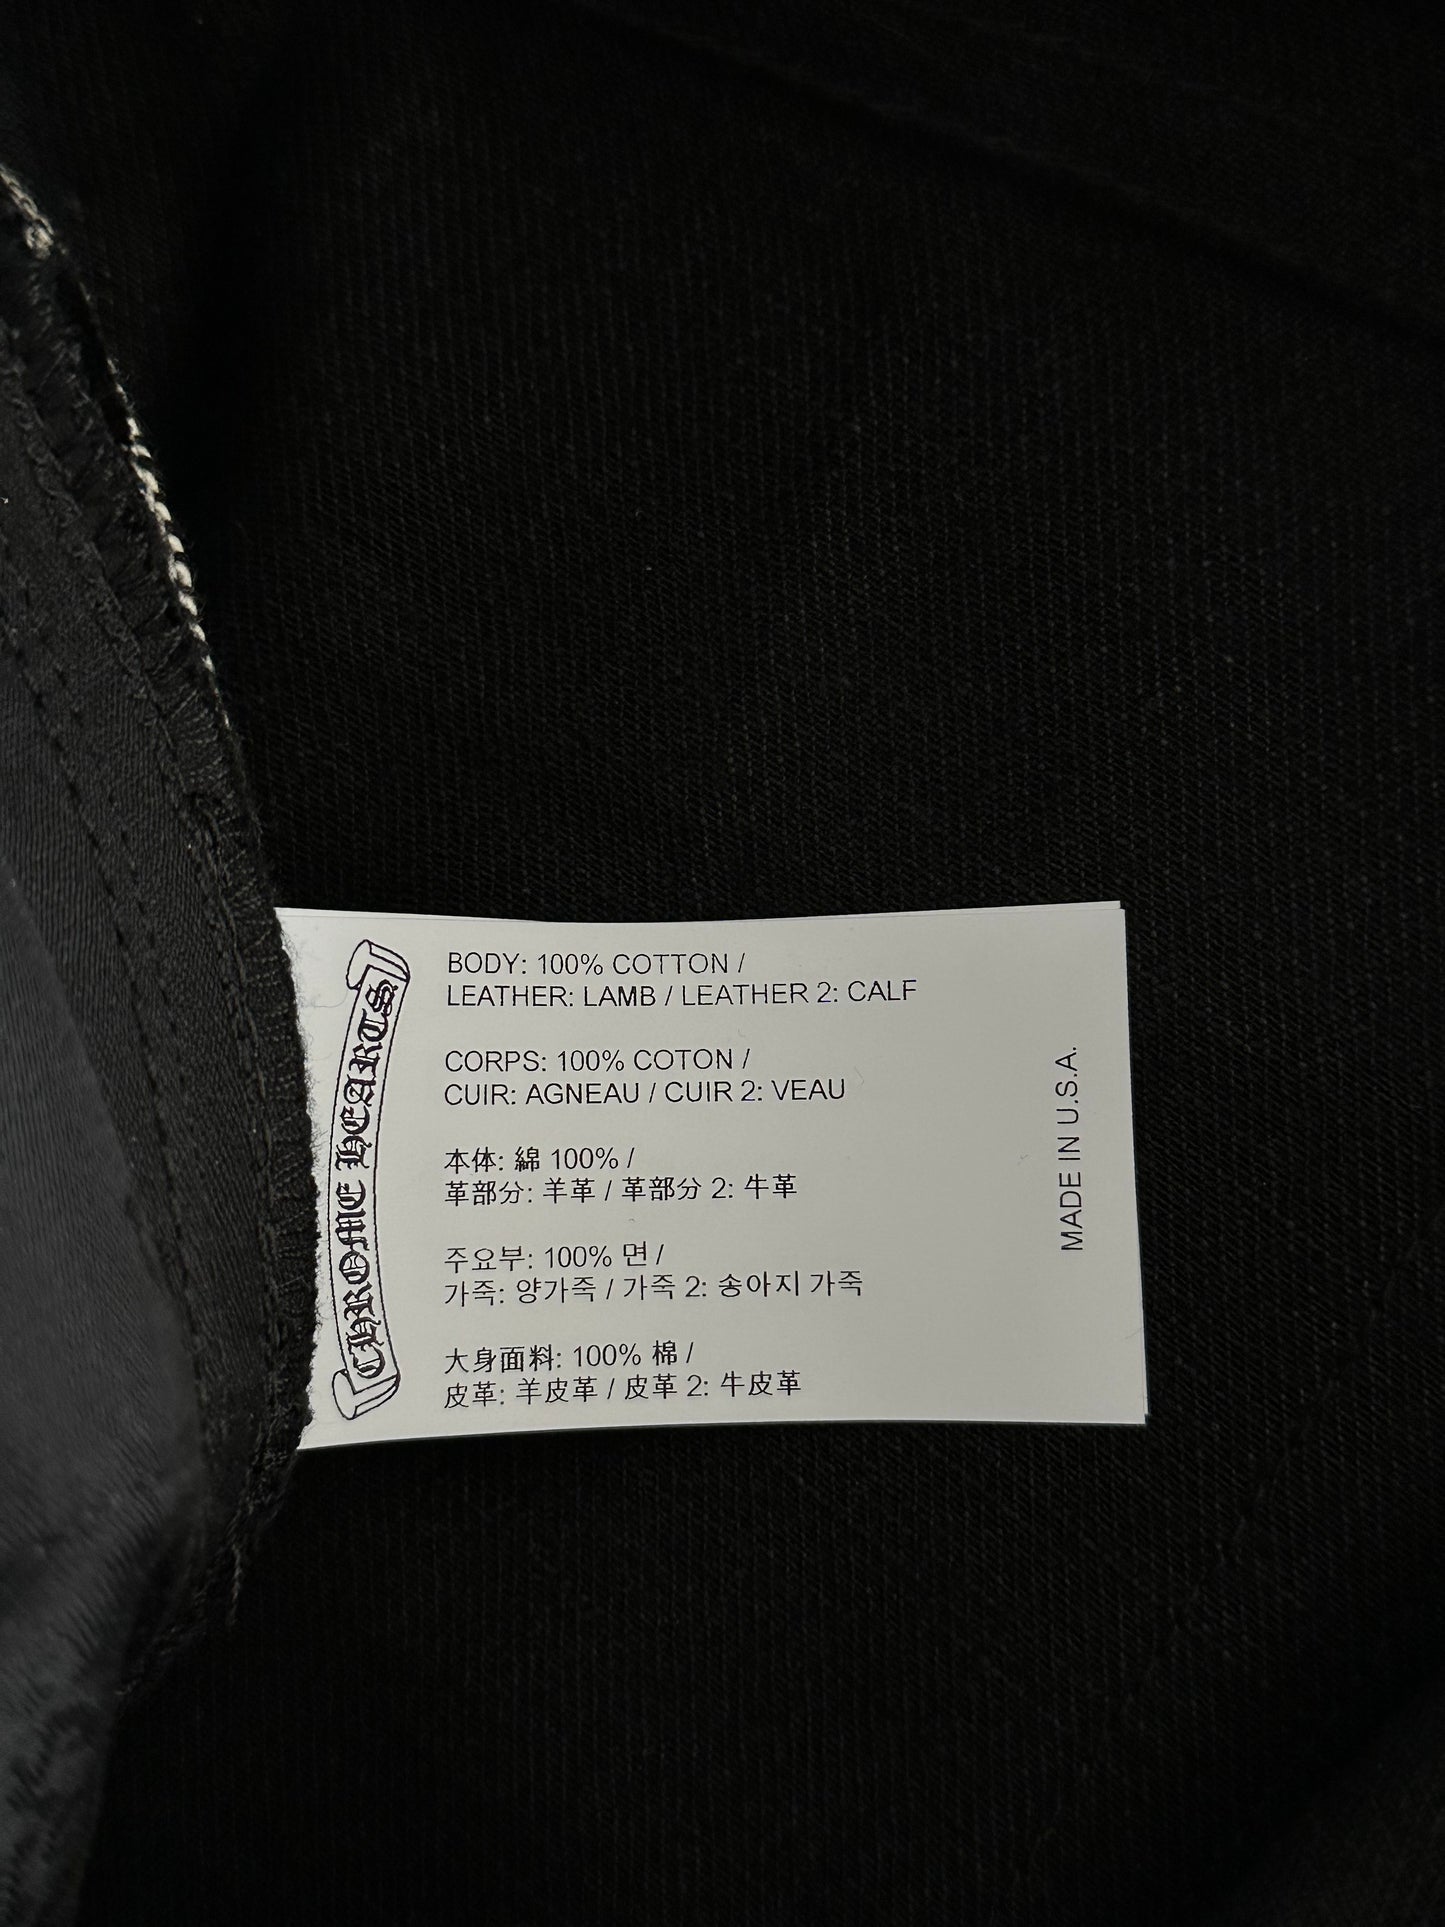 CHROME HEARTS
BODY: 100% COTTON /
LEATHER: LAMB / LEATHER 2: CALF
CORPS: 100% COTON /
CUIR: AGNEAU / CUIR 2: VEAU
本体: 綿 100% /
革部分: 羊革 / 革部分 2: 牛革
주요부: 100% 면 /
가죽: 양가죽 / 가죽 2: 송아지 가죽
大身面料: 100% 棉 /
皮革: 羊皮革 / 皮革 2: 牛皮革
MADE IN U.S.A.